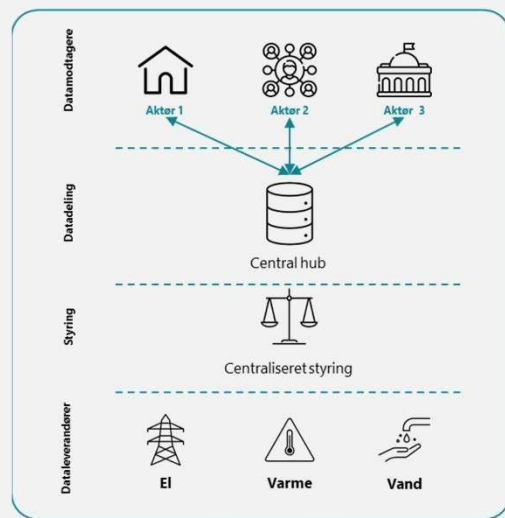 Datamodtagere
Aktør 1
Aktør 2
Aktør 3
Datadeling
Central hub
Styring
Centraliseret styring
Dataleverandører
El
Varme
Vand